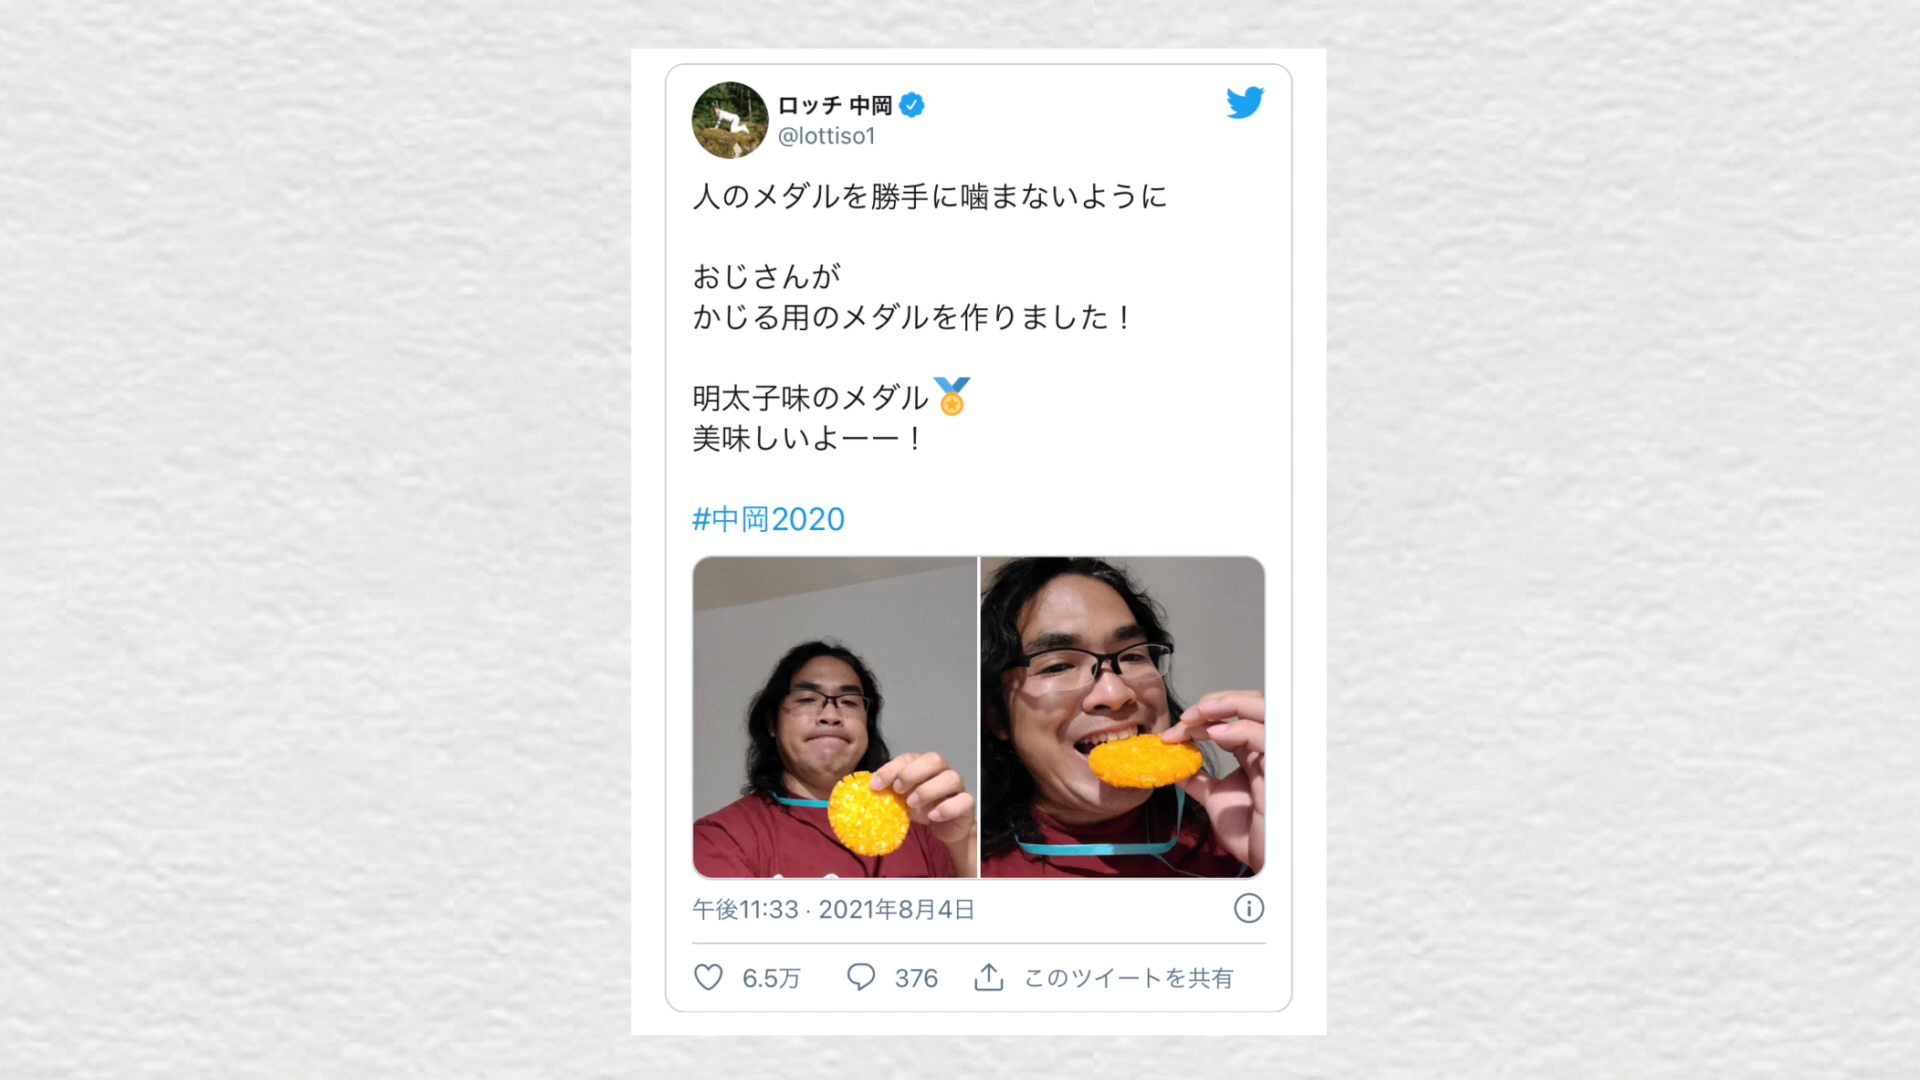 ロッチ 中岡
@lottiso1
人のメダルを勝手に噛まないように
おじさんが
かじる用のメダルを作りました！
明太子味のメダル🏅
美味しいよーー！
#中岡2020
午後11:33 · 2021年8月4日
6.5万 376 このツイートを共有